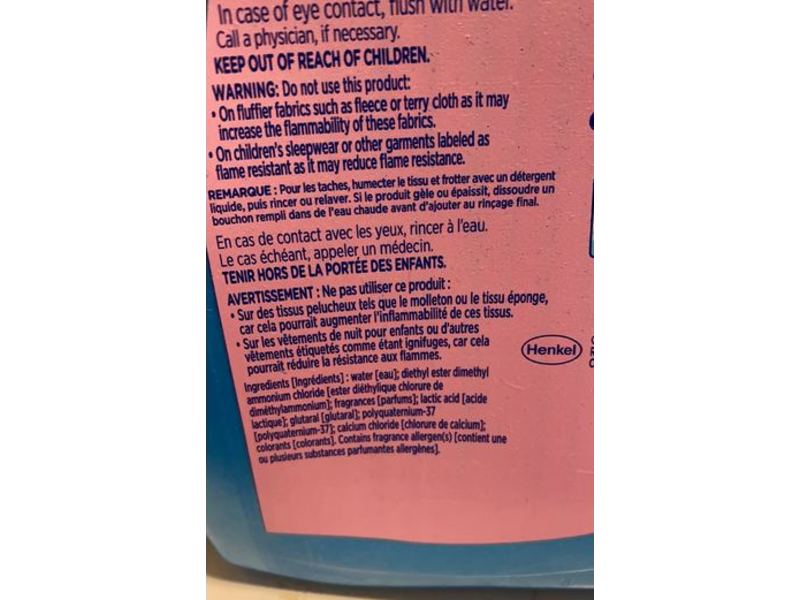 In case of eye contact, flush with water.
Call a physician, if necessary.
KEEP OUT OF REACH OF CHILDREN.
WARNING: Do not use this product:
• On fluffier fabrics such as fleece or terry cloth as it may
increase the flammability of these fabrics.
• On children's sleepwear or other garments labeled as
flame resistant as it may reduce flame resistance.
REMARQUE : Pour les taches, humecter le tissu et frotter avec un détergent
liquide, puis rincer ou relaver. Si le produit gèle ou épaissit, dissoudre un
bouchon rempli dans de l'eau chaude avant d'ajouter au rinçage final.
En cas de contact avec les yeux, rincer à l'eau.
Le cas échéant, appeler un médecin.
TENIR HORS DE LA PORTÉE DES ENFANTS.
AVERTISSEMENT : Ne pas utiliser ce produit :
• Sur des tissus pelucheux tels que le molleton ou le tissu éponge,
car cela pourrait augmenter l'inflammabilité de ces tissus.
• Sur les vêtements de nuit pour enfants ou d'autres
vêtements étiquetés comme étant ignifuges, car cela
pourrait réduire la résistance aux flammes.
Henkel
Ingredients [Ingrédients] : water [eau]; diethyl ester dimethyl
ammonium chloride [ester diéthylique chlorure de
diméthylammonium]; fragrances [parfums]; lactic acid [acide
lactique]; glutaral [glutaral]; polyquaternium-37
[polyquaternium-37]; calcium chloride [chlorure de calcium];
colorants [colorants]. Contains fragrance allergen(s) [contient une
ou plusieurs substances parfumantes allergènes].